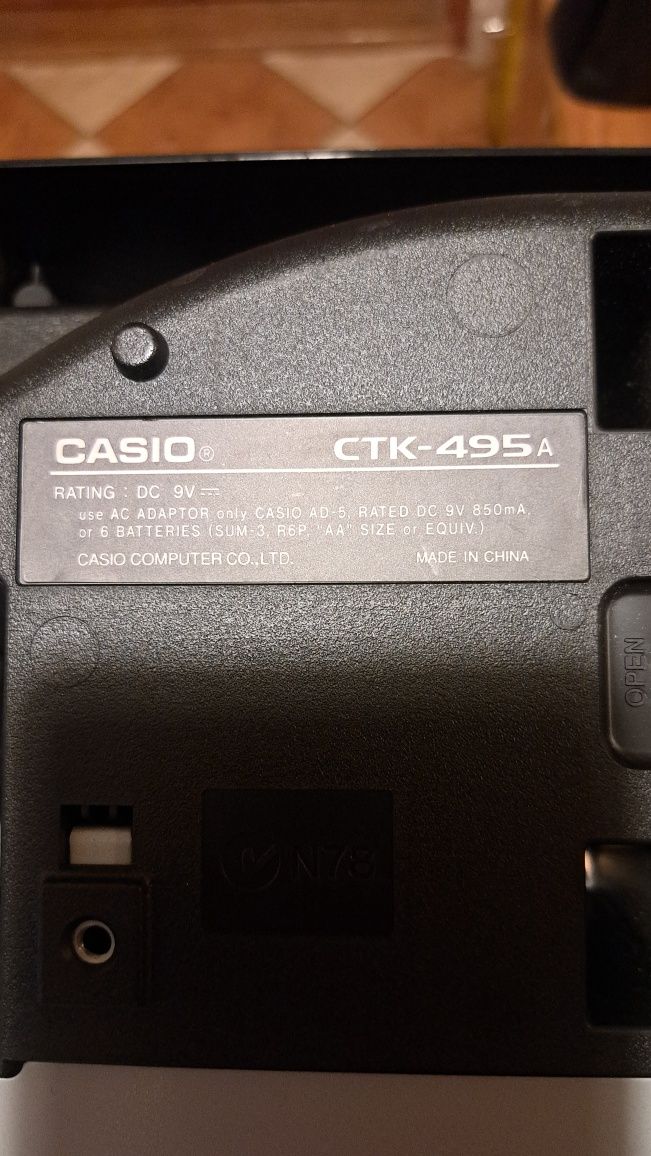 CASIO® CTK-495A
RATING : DC 9V ⎓
use AC ADAPTOR only CASIO AD-5, RATED DC 9V 850mA,
or 6 BATTERIES (SUM-3, R6P, "AA" SIZE or EQUIV.)
CASIO COMPUTER CO.,LTD. MADE IN CHINA
OPEN
N78